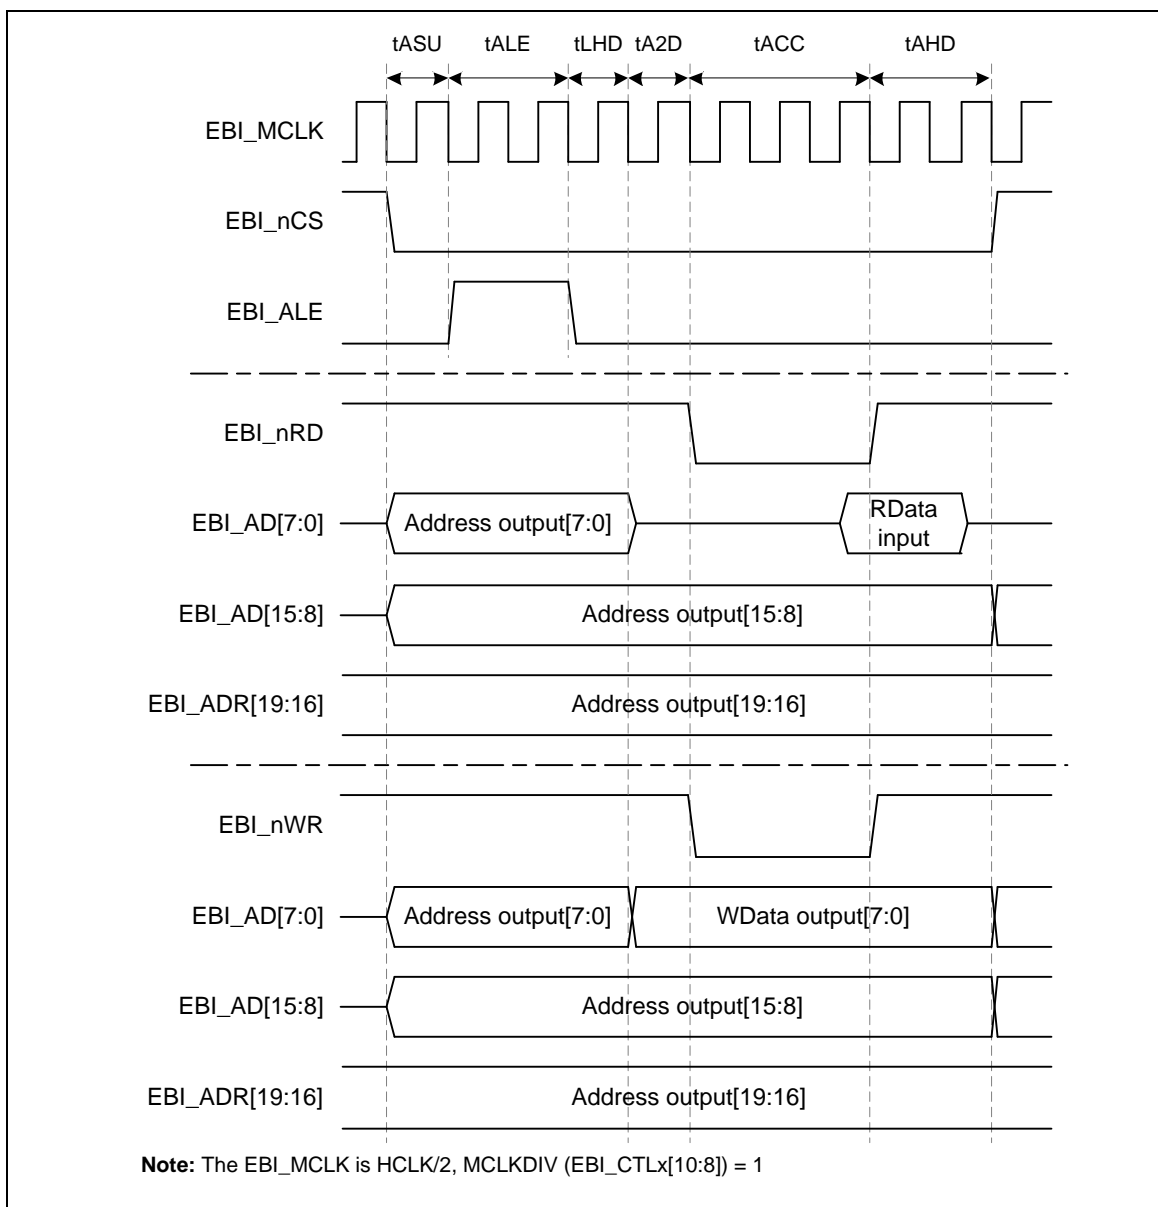 tASU tALE tLHD tA2D tACC tAHD
EBI_MCLK
EBI_nCS
EBI_ALE
EBI_nRD
EBI_AD[7:0] Address output[7:0] RData
input
EBI_AD[15:8] Address output[15:8]
EBI_ADR[19:16] Address output[19:16]
EBI_nWR
EBI_AD[7:0] Address output[7:0] WData output[7:0]
EBI_AD[15:8] Address output[15:8]
EBI_ADR[19:16] Address output[19:16]
Note: The EBI_MCLK is HCLK/2, MCLKDIV (EBI_CTLx[10:8]) = 1